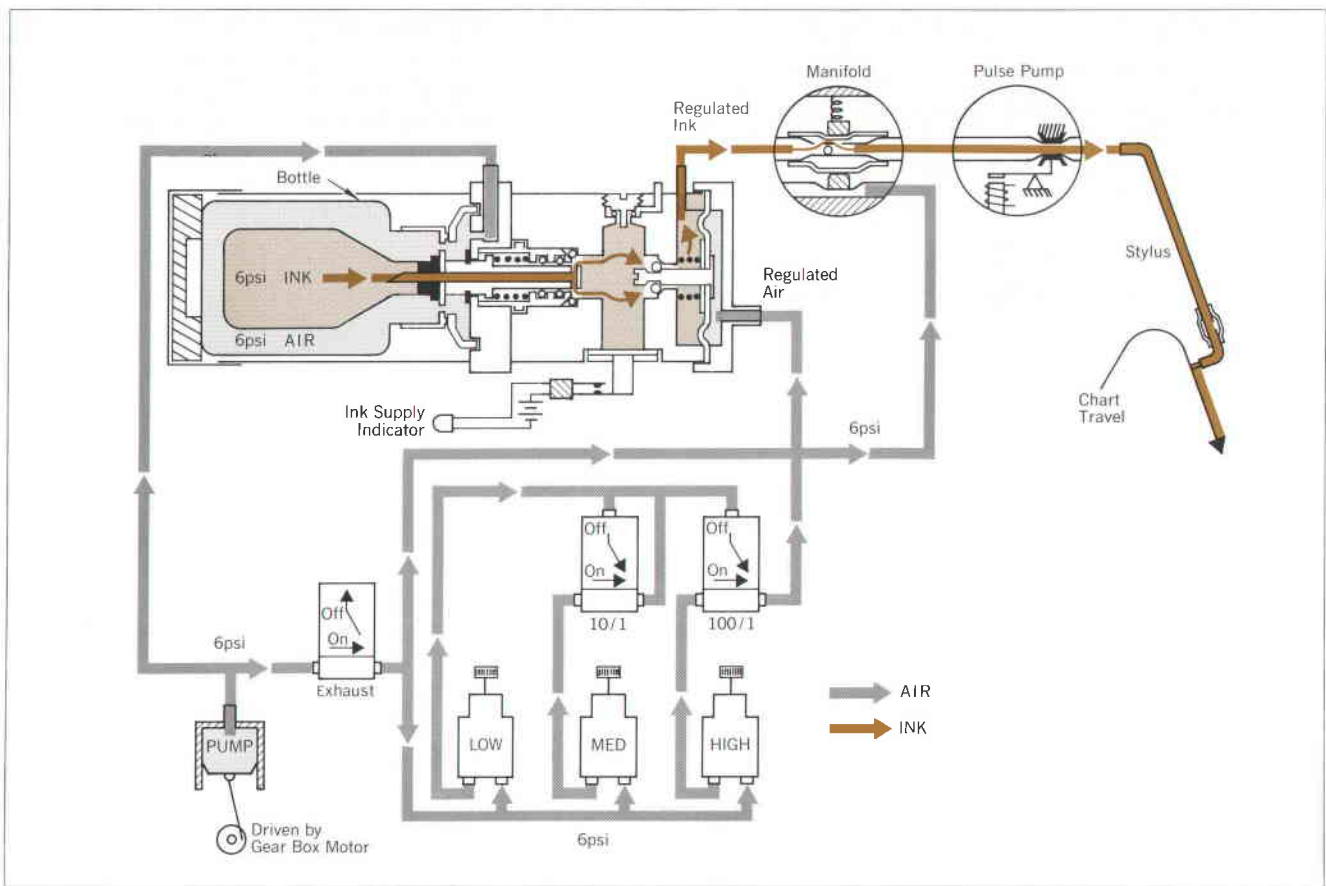 Manifold
Pulse Pump
Regulated
Ink
Bottle
6psi INK
6psi AIR
Regulated
Air
Stylus
Chart
Travel
Ink Supply
Indicator
6psi
Off
On
10/1
Off
On
100/1
6psi
Off
On
Exhaust
PUMP
LOW
MED
HIGH
AIR
INK
Driven by
Gear Box Motor
6psi